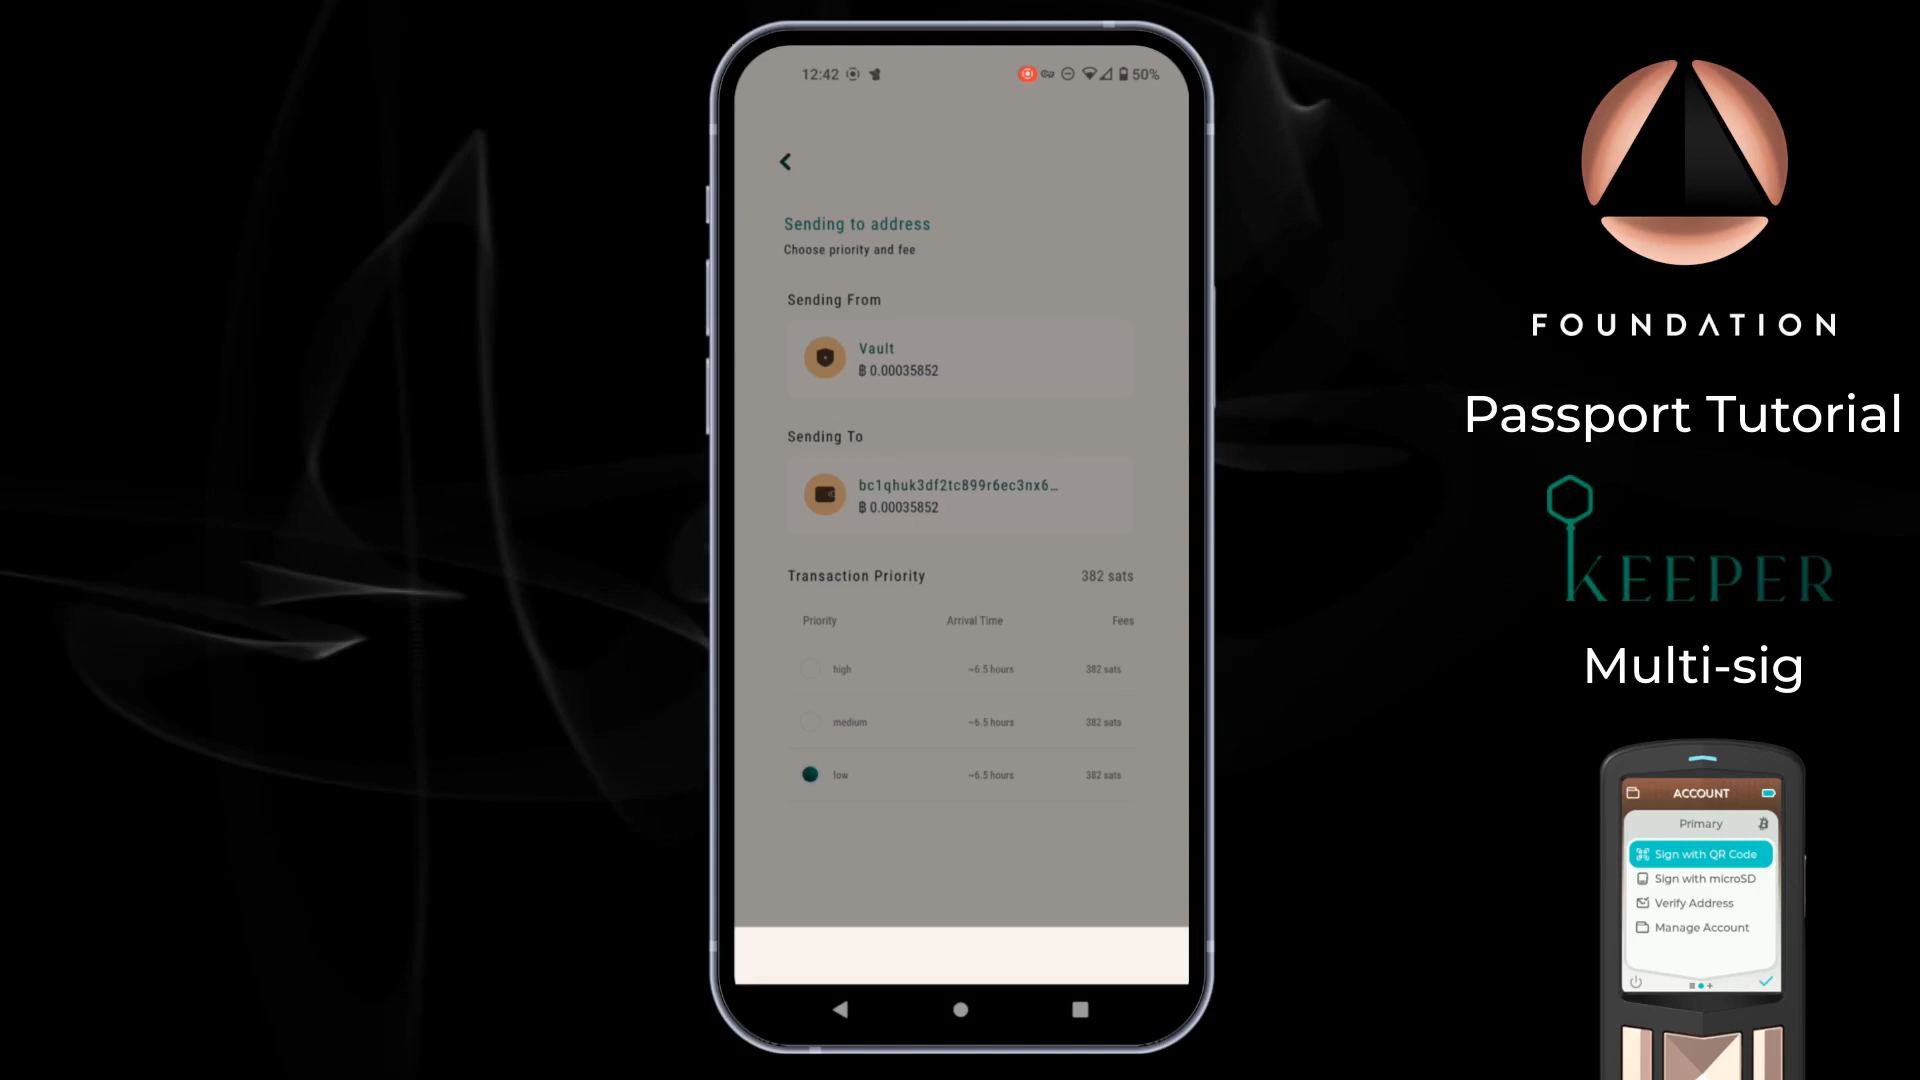 12:42
50%
Sending to address
Choose priority and fee
Sending From
Vault
฿ 0.00035852
Sending To
bc1qhuk3df2tc899r6ec3nx6…
฿ 0.00035852
Transaction Priority 382 sats
Priority Arrival Time Fees
high ~6.5 hours 382 sats
medium ~6.5 hours 382 sats
low ~6.5 hours 382 sats
FOUNDATION
Passport Tutorial
KEEPER
Multi-sig
ACCOUNT
Primary
Sign with QR Code
Sign with microSD
Verify Address
Manage Account